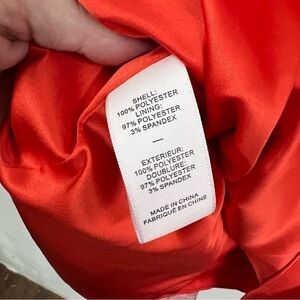 SHELL:
100% POLYESTER
LINING:
97% POLYESTER
3% SPANDEX
—
EXTERIEUR:
100% POLYESTER
DOUBLURE:
97% POLYESTER
3% SPANDEX
MADE IN CHINA
FABRIQUÉ EN CHINE